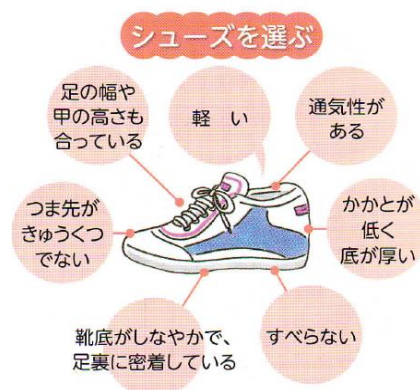 シューズを選ぶ
足の幅や
甲の高さも
合っている
軽 い
通気性が
ある
つま先が
きゅうくつ
でない
かかとが
低く
底が厚い
靴底がしなやかで、
足裏に密着している
すべらない